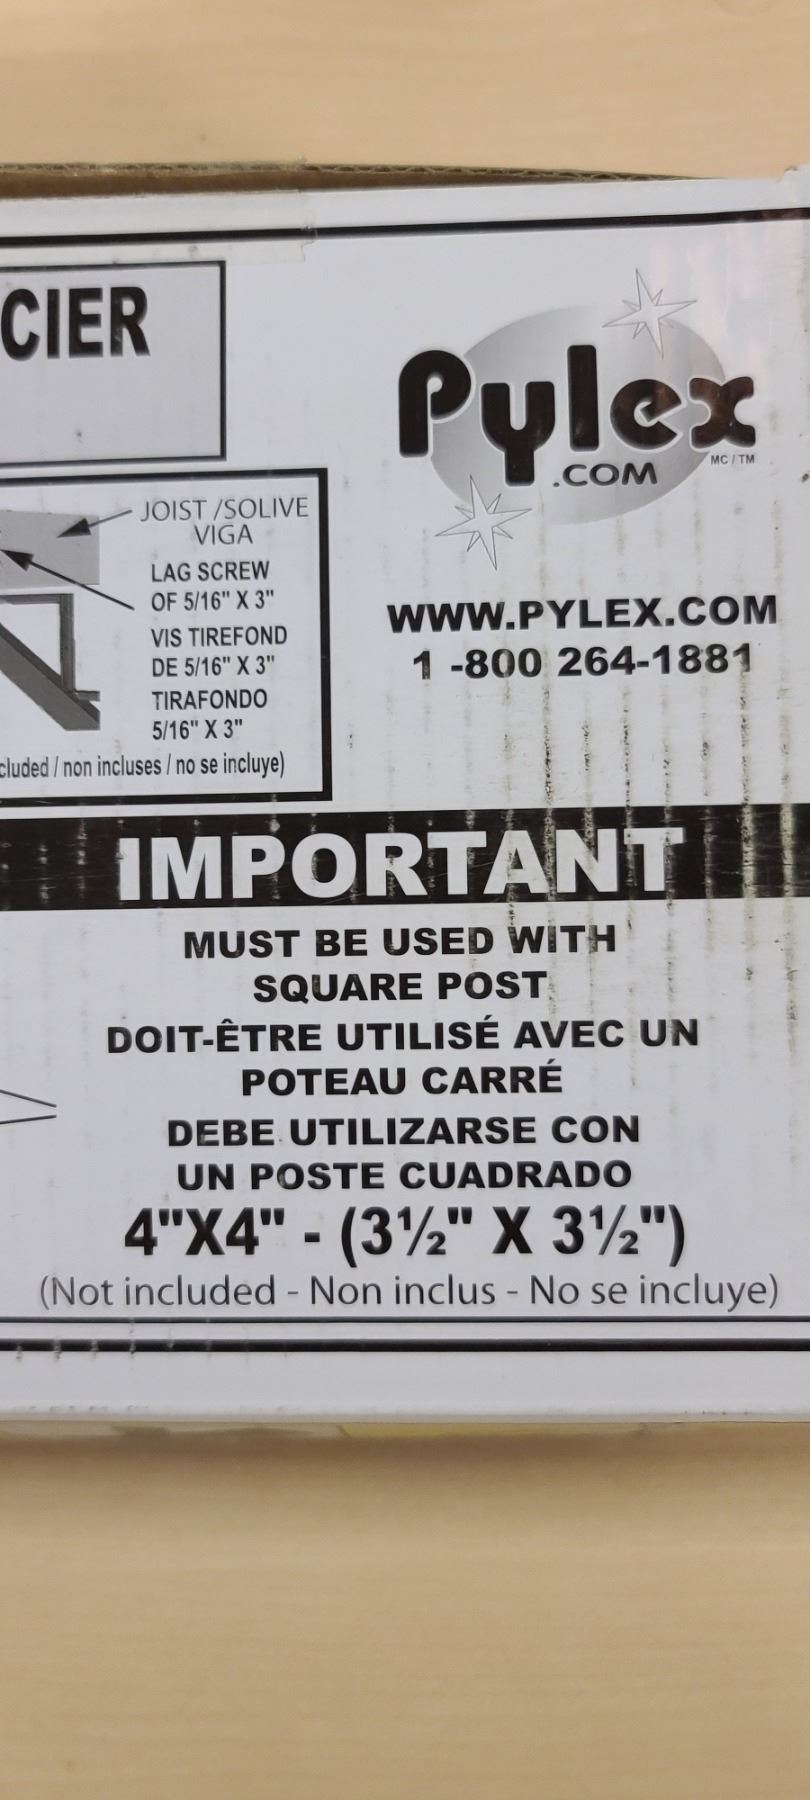 CIER
Pylex
.COM
MC / TM
JOIST /SOLIVE
VIGA
LAG SCREW
OF 5/16" X 3"
VIS TIREFOND
DE 5/16" X 3"
TIRAFONDO
5/16" X 3"
cluded / non incluses / no se incluye)
WWW.PYLEX.COM
1 -800 264-1881
IMPORTANT
MUST BE USED WITH
SQUARE POST
DOIT-ÊTRE UTILISÉ AVEC UN
POTEAU CARRÉ
DEBE UTILIZARSE CON
UN POSTE CUADRADO
4"X4" - (3½" X 3½")
(Not included - Non inclus - No se incluye)